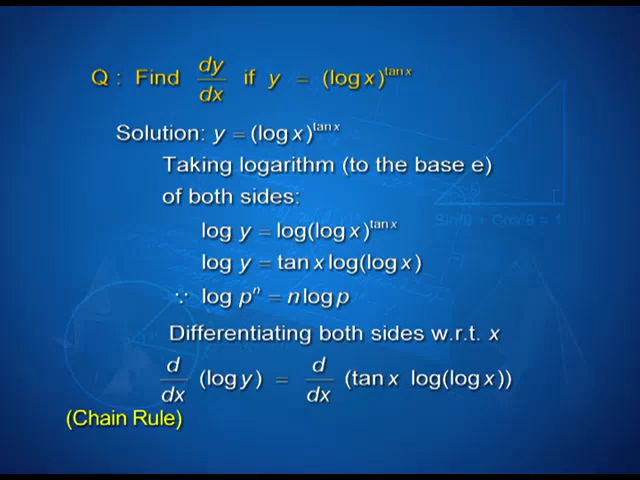 Q : Find dy/dx if y = (log x)^tan x
Solution: y = (log x)^tan x
Taking logarithm (to the base e)
of both sides:
log y = log(log x)^tan x
log y = tan x log(log x)
∵ log pⁿ = n log p
Differentiating both sides w.r.t. x
d/dx (log y) = d/dx (tan x log(log x))
(Chain Rule)